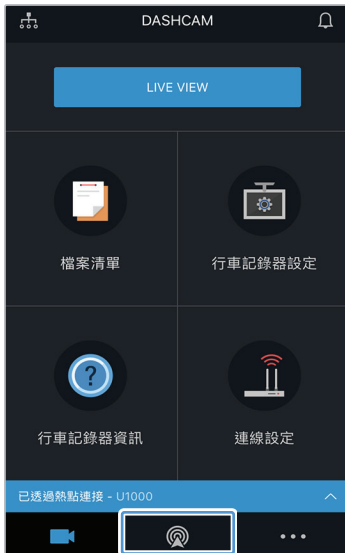 DASHCAM
LIVE VIEW
檔案清單
行車記錄器設定
?
行車記錄器資訊
連線設定
已透過熱點連接 - U1000